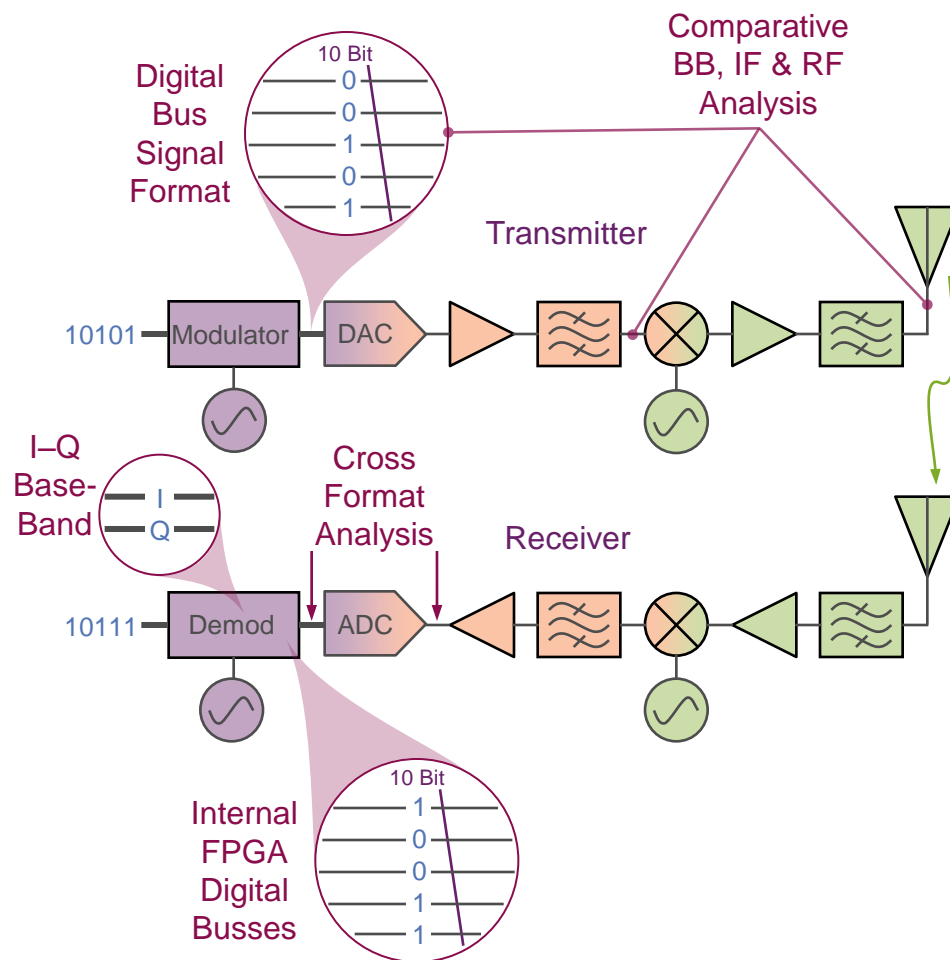 Comparative
BB, IF & RF
Analysis
Digital
Bus
Signal
Format
10 Bit
0
0
1
0
1
Transmitter
10101
Modulator
DAC
I–Q
Base-
Band
I
Q
Cross
Format
Analysis
Receiver
10111
Demod
ADC
Internal
FPGA
Digital
Busses
10 Bit
1
0
0
1
1